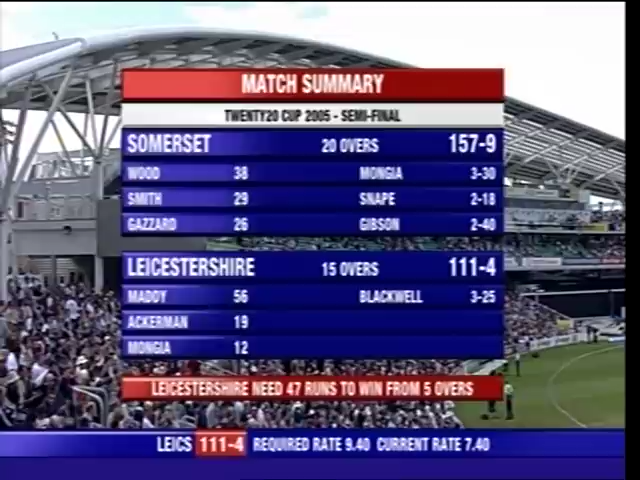 MATCH SUMMARY
TWENTY20 CUP 2005 - SEMI-FINAL
SOMERSET 20 OVERS 157-9
WOOD 38 MONGIA 3-30
SMITH 29 SNAPE 2-18
GAZZARD 26 GIBSON 2-40
LEICESTERSHIRE 15 OVERS 111-4
MADDY 56 BLACKWELL 3-25
ACKERMAN 19
MONGIA 12
LEICESTERSHIRE NEED 47 RUNS TO WIN FROM 5 OVERS
LEICS 111-4 REQUIRED RATE 9.40 CURRENT RATE 7.40